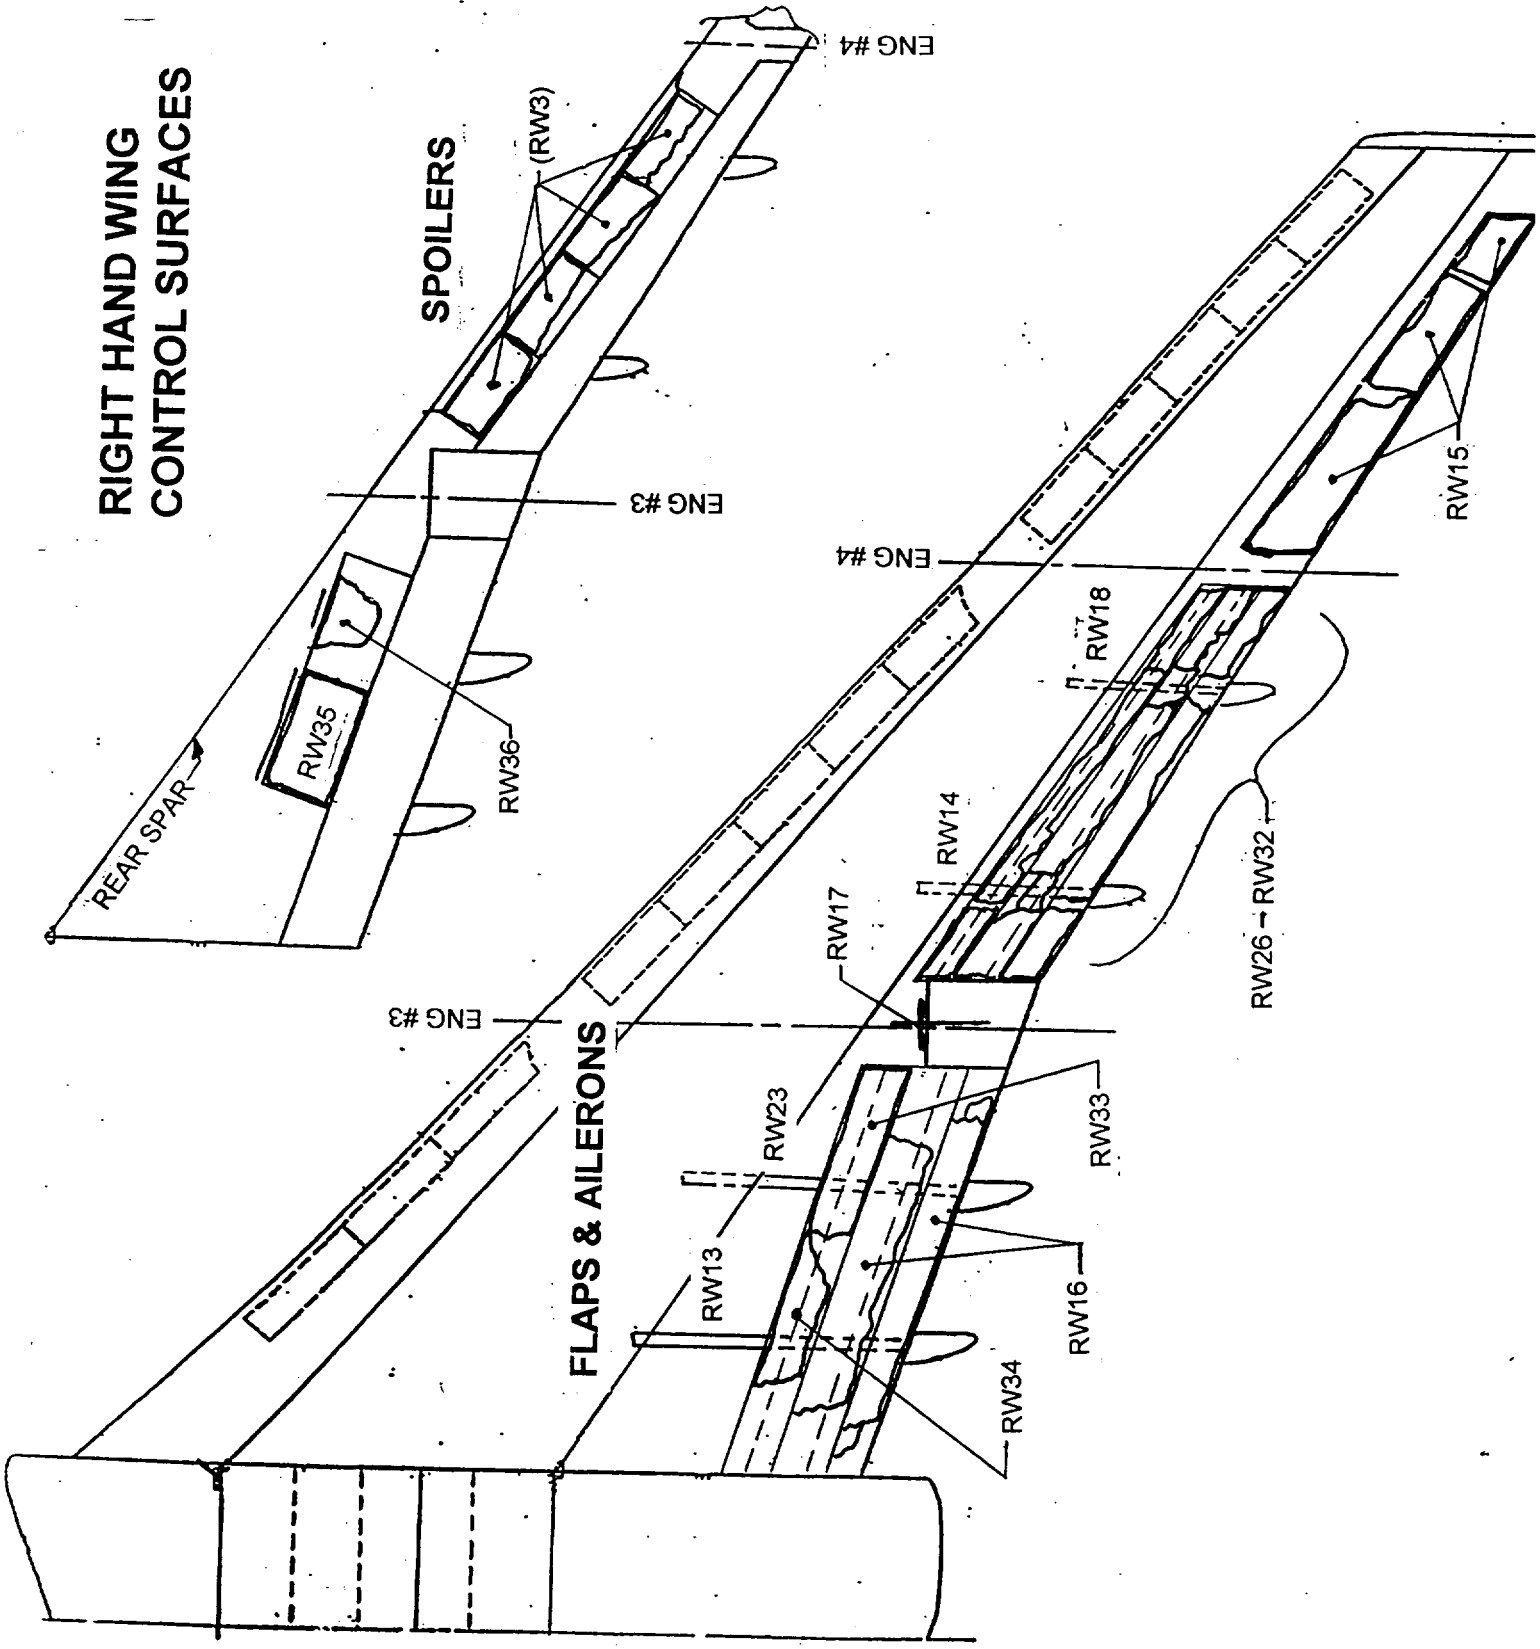 RIGHT HAND WING
CONTROL SURFACES
SPOILERS
(RW3)
ENG #4
ENG #3
REAR SPAR
RW35
RW36
FLAPS & AILERONS
ENG #3
ENG #4
RW13
RW23
RW17
RW14
RW18
RW34
RW16
RW33
RW26 – RW32
RW15